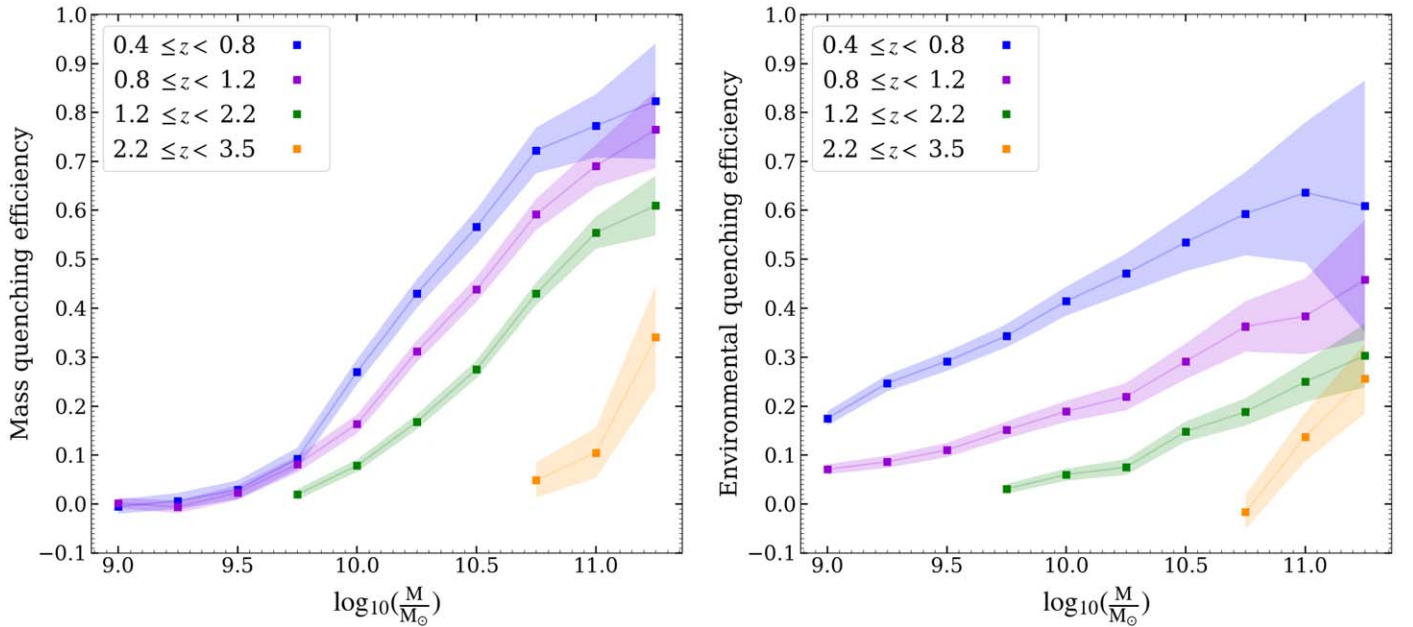 1.0
0.9
0.8
0.7
0.6
0.5
0.4
0.3
0.2
0.1
0.0
−0.1
Mass quenching efficiency
0.4 ≤z< 0.8
0.8 ≤z< 1.2
1.2 ≤z< 2.2
2.2 ≤z< 3.5
9.0 9.5 10.0 10.5 11.0
log10(M/M⊙)
1.0
0.9
0.8
0.7
0.6
0.5
0.4
0.3
0.2
0.1
0.0
−0.1
Environmental quenching efficiency
0.4 ≤z< 0.8
0.8 ≤z< 1.2
1.2 ≤z< 2.2
2.2 ≤z< 3.5
9.0 9.5 10.0 10.5 11.0
log10(M/M⊙)